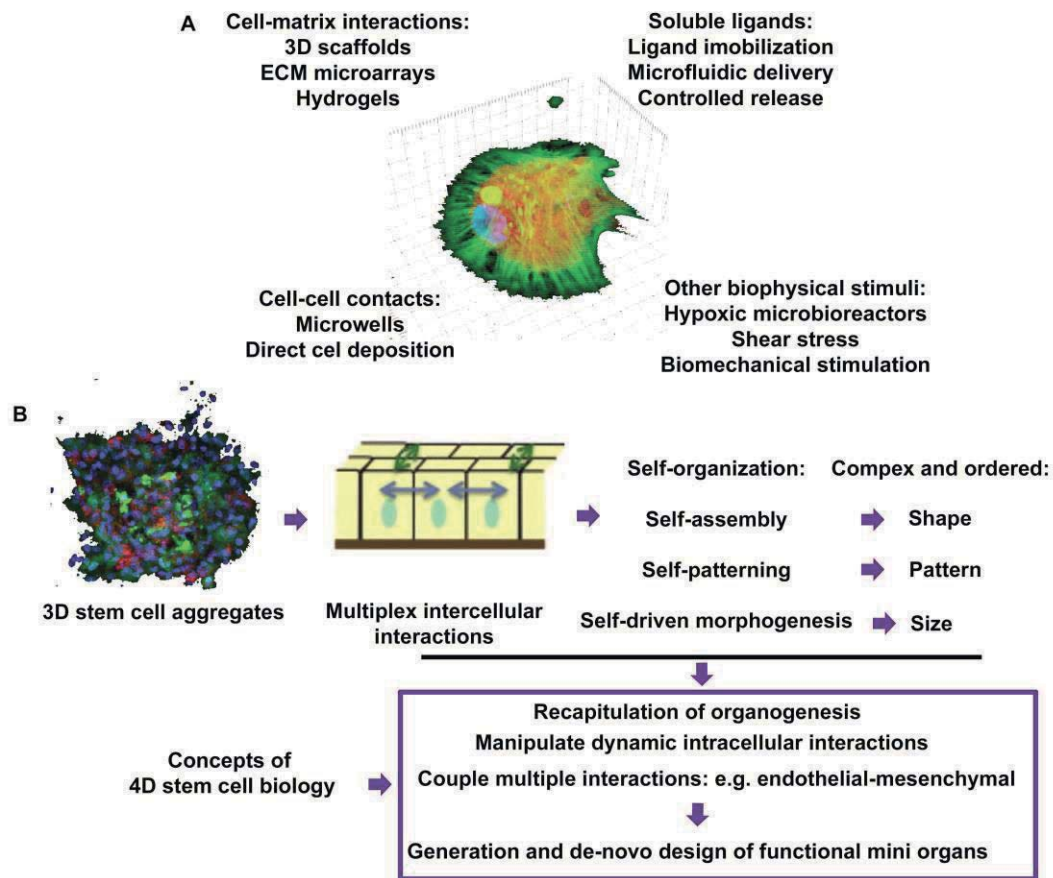 A
Cell-matrix interactions:
3D scaffolds
ECM microarrays
Hydrogels
Soluble ligands:
Ligand imobilization
Microfluidic delivery
Controlled release
Cell-cell contacts:
Microwells
Direct cel deposition
Other biophysical stimuli:
Hypoxic microbioreactors
Shear stress
Biomechanical stimulation
B
3D stem cell aggregates
Multiplex intercellular
interactions
Self-organization:
Compex and ordered:
Self-assembly
Shape
Self-patterning
Pattern
Self-driven morphogenesis
Size
Concepts of
4D stem cell biology
Recapitulation of organogenesis
Manipulate dynamic intracellular interactions
Couple multiple interactions: e.g. endothelial-mesenchymal
Generation and de-novo design of functional mini organs